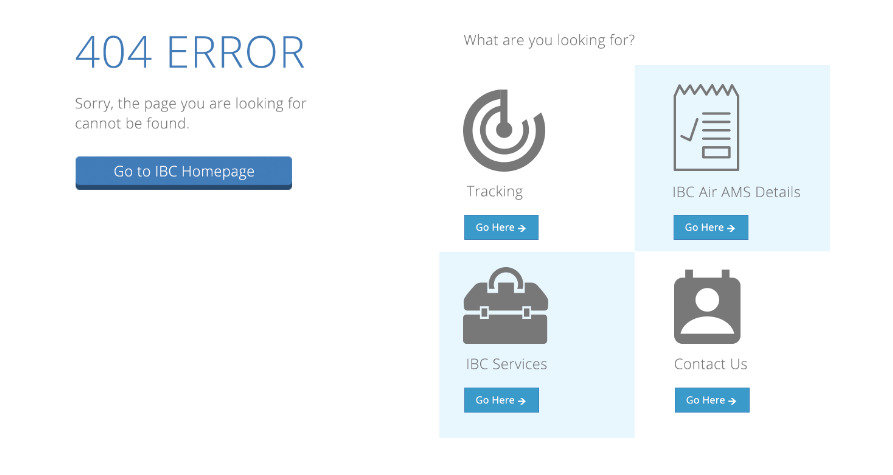 404 ERROR
Sorry, the page you are looking for
cannot be found.
Go to IBC Homepage
What are you looking for?
Tracking
Go Here →
IBC Air AMS Details
Go Here →
IBC Services
Go Here →
Contact Us
Go Here →